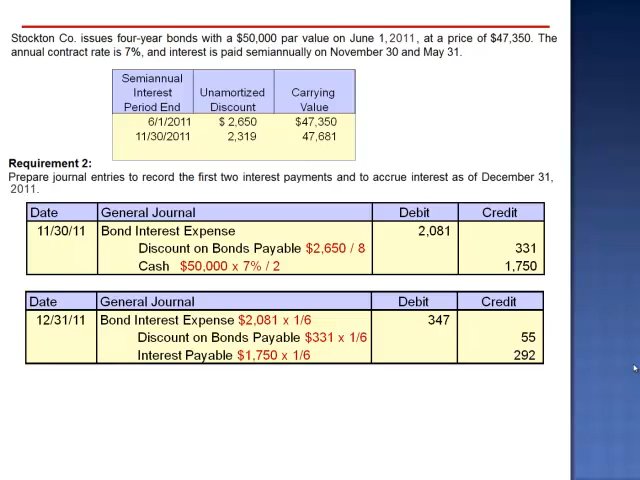 Stockton Co. issues four-year bonds with a $50,000 par value on June 1, 2011, at a price of $47,350. The
annual contract rate is 7%, and interest is paid semiannually on November 30 and May 31.
Semiannual
Interest Unamortized Carrying
Period End Discount Value
6/1/2011 $ 2,650 $47,350
11/30/2011 2,319 47,681
Requirement 2:
Prepare journal entries to record the first two interest payments and to accrue interest as of December 31,
2011.
Date General Journal Debit Credit
11/30/11 Bond Interest Expense 2,081
Discount on Bonds Payable $2,650 / 8 331
Cash $50,000 x 7% / 2 1,750
Date General Journal Debit Credit
12/31/11 Bond Interest Expense $2,081 x 1/6 347
Discount on Bonds Payable $331 x 1/6 55
Interest Payable $1,750 x 1/6 292